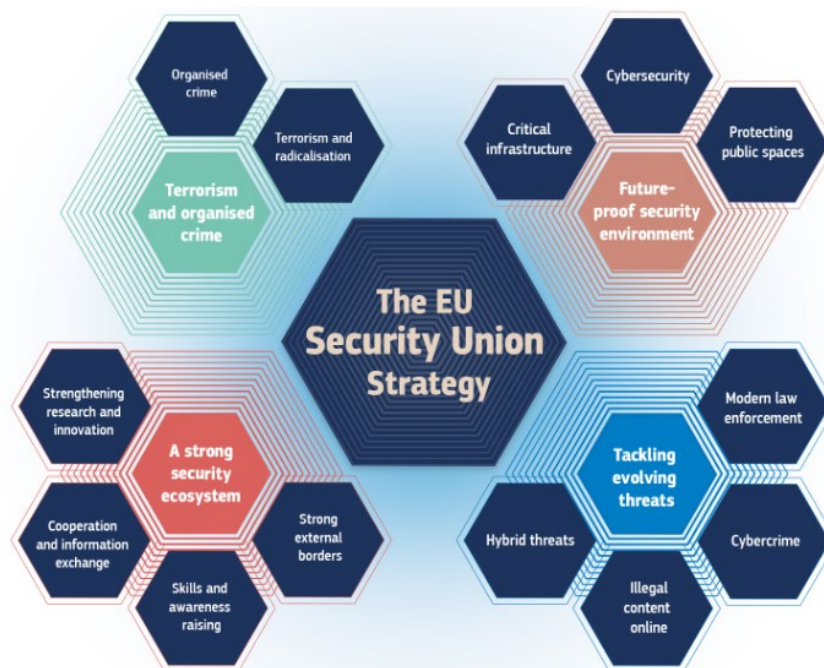 Organised
crime
Terrorism and
radicalisation
Terrorism
and organised
crime
Cybersecurity
Critical
infrastructure
Protecting
public spaces
Future-
proof security
environment
The EU
Security Union
Strategy
Strengthening
research and
innovation
A strong
security
ecosystem
Cooperation
and information
exchange
Skills and
awareness
raising
Strong
external
borders
Modern law
enforcement
Tackling
evolving
threats
Hybrid threats
Cybercrime
Illegal
content
online